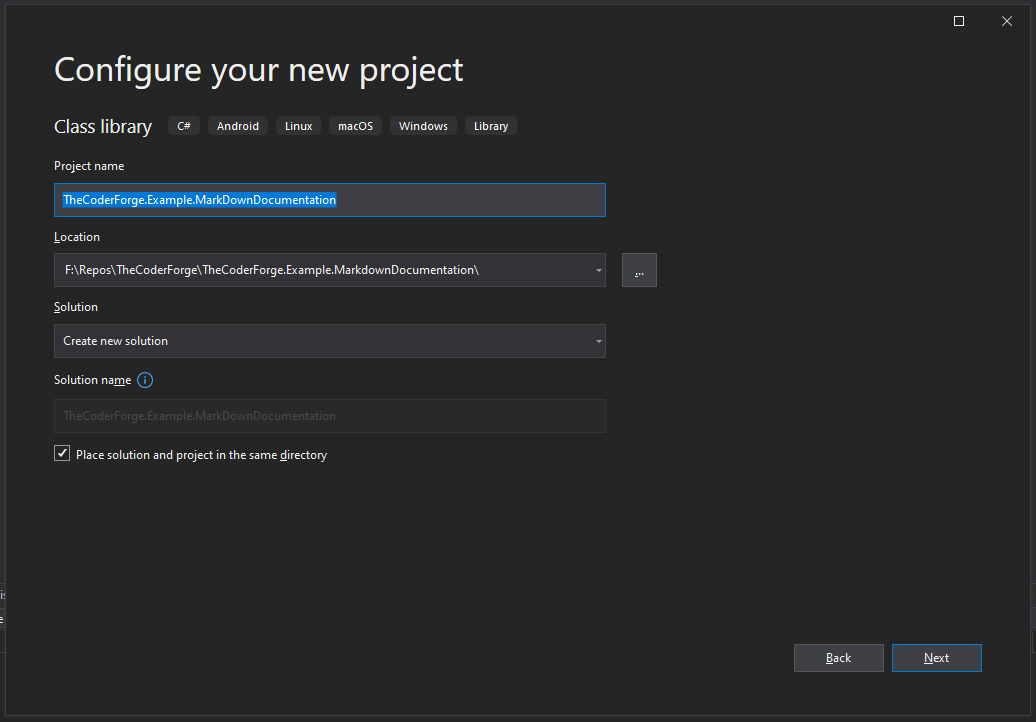 Configure your new project
Class library C# Android Linux macOS Windows Library
Project name
TheCoderForge.Example.MarkDownDocumentation
Location
F:\Repos\TheCoderForge\TheCoderForge.Example.MarkdownDocumentation\
...
Solution
Create new solution
Solution name
TheCoderForge.Example.MarkDownDocumentation
Place solution and project in the same directory
Back Next